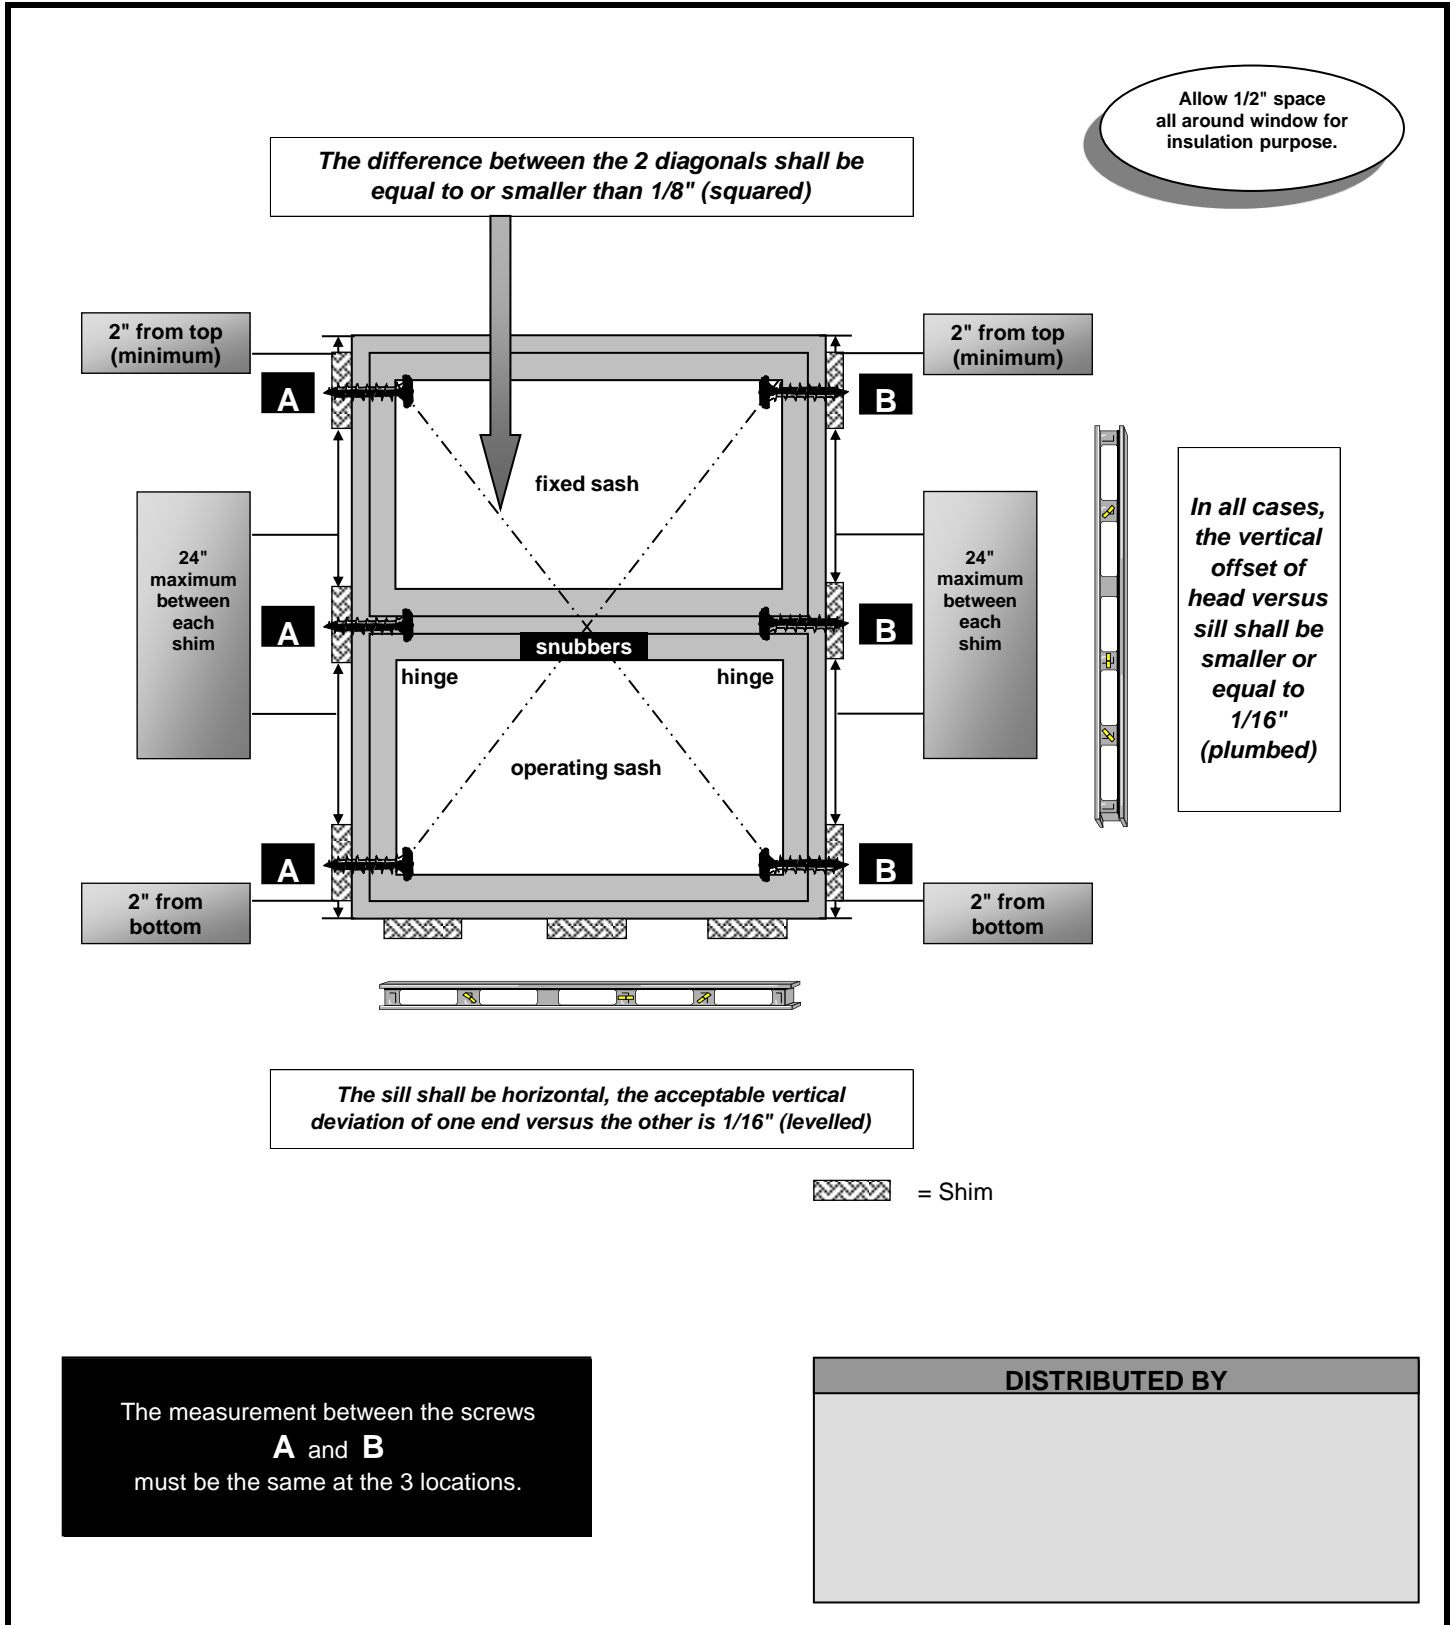 Allow 1/2" space
all around window for
insulation purpose.
The difference between the 2 diagonals shall be
equal to or smaller than 1/8" (squared)
2" from top
(minimum)
2" from top
(minimum)
A
B
fixed sash
24"
maximum
between
each
shim
24"
maximum
between
each
shim
In all cases,
the vertical
offset of
head versus
sill shall be
smaller or
equal to
1/16"
(plumbed)
A
B
snubbers
hinge
hinge
operating sash
A
B
2" from
bottom
2" from
bottom
The sill shall be horizontal, the acceptable vertical
deviation of one end versus the other is 1/16" (levelled)
= Shim
The measurement between the screws
A and B
must be the same at the 3 locations.
DISTRIBUTED BY